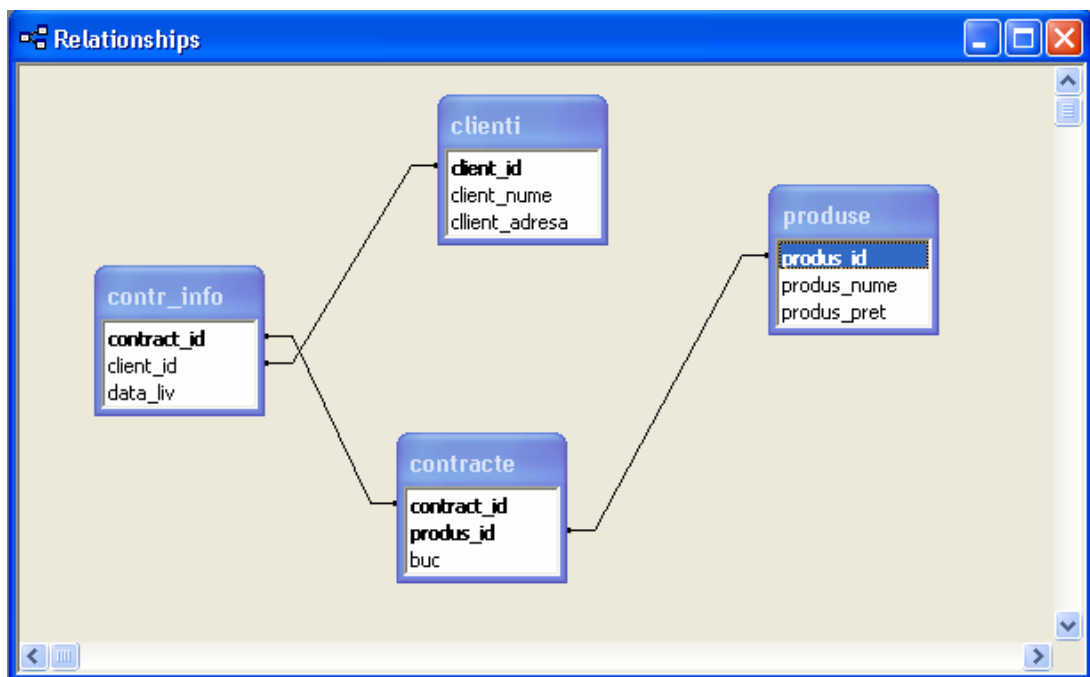 Relationships
clienti
client_id
client_nume
cllient_adresa
produse
produs_id
produs_nume
produs_pret
contr_info
contract_id
client_id
data_liv
contracte
contract_id
produs_id
buc